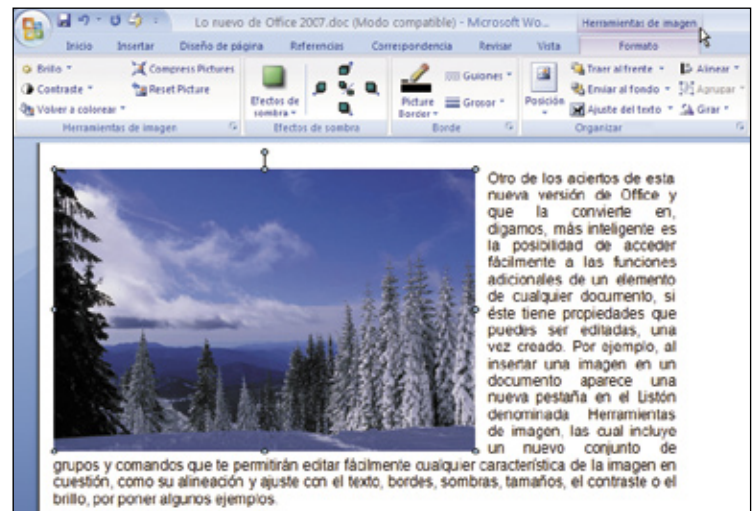 Lo nuevo de Office 2007.doc (Modo compatible) - Microsoft Wo...
Herramientas de imagen
Inicio Insertar Diseño de página Referencias Correspondencia Revisar Vista Formato
Brillo Compress Pictures Guiones Traer al frente Alinear
Contraste Reset Picture Efectos de sombra Picture Border Grosor Posición Enviar al fondo Agrupar
Volver a colorear Ajuste del texto Girar
Herramientas de imagen Efectos de sombra Borde Organizar
Otro de los aciertos de esta
nueva versión de Office y
que la convierte en,
digamos, más inteligente es
la posibilidad de acceder
fácilmente a las funciones
adicionales de un elemento
de cualquier documento, si
éste tiene propiedades que
puedes ser editadas, una
vez creado. Por ejemplo, al
insertar una imagen en un
documento aparece una
nueva pestaña en el Listón
denominada Herramientas
de imagen, las cual incluye
un nuevo conjunto de
grupos y comandos que te permitirán editar fácilmente cualquier característica de la imagen en
cuestión, como su alineación y ajuste con el texto, bordes, sombras, tamaños, el contraste o el
brillo, por poner algunos ejemplos.